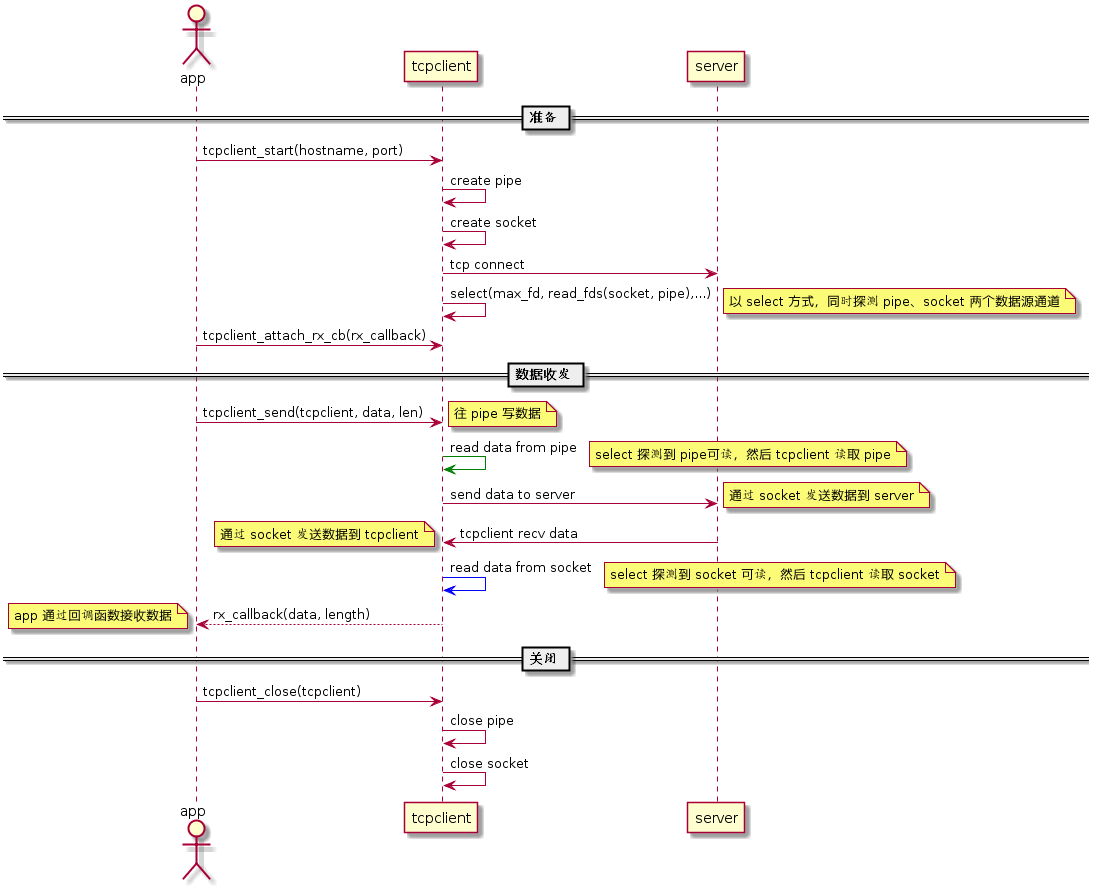 app
tcpclient
server
准备
tcpclient_start(hostname, port)
create pipe
create socket
tcp connect
select(max_fd, read_fds(socket, pipe),...)
以 select 方式，同时探测 pipe、socket 两个数据源通道
tcpclient_attach_rx_cb(rx_callback)
数据收发
tcpclient_send(tcpclient, data, len)
往 pipe 写数据
read data from pipe
select 探测到 pipe可读，然后 tcpclient 读取 pipe
send data to server
通过 socket 发送数据到 server
通过 socket 发送数据到 tcpclient
tcpclient recv data
read data from socket
select 探测到 socket 可读，然后 tcpclient 读取 socket
app 通过回调函数接收数据
rx_callback(data, length)
关闭
tcpclient_close(tcpclient)
close pipe
close socket
app
tcpclient
server